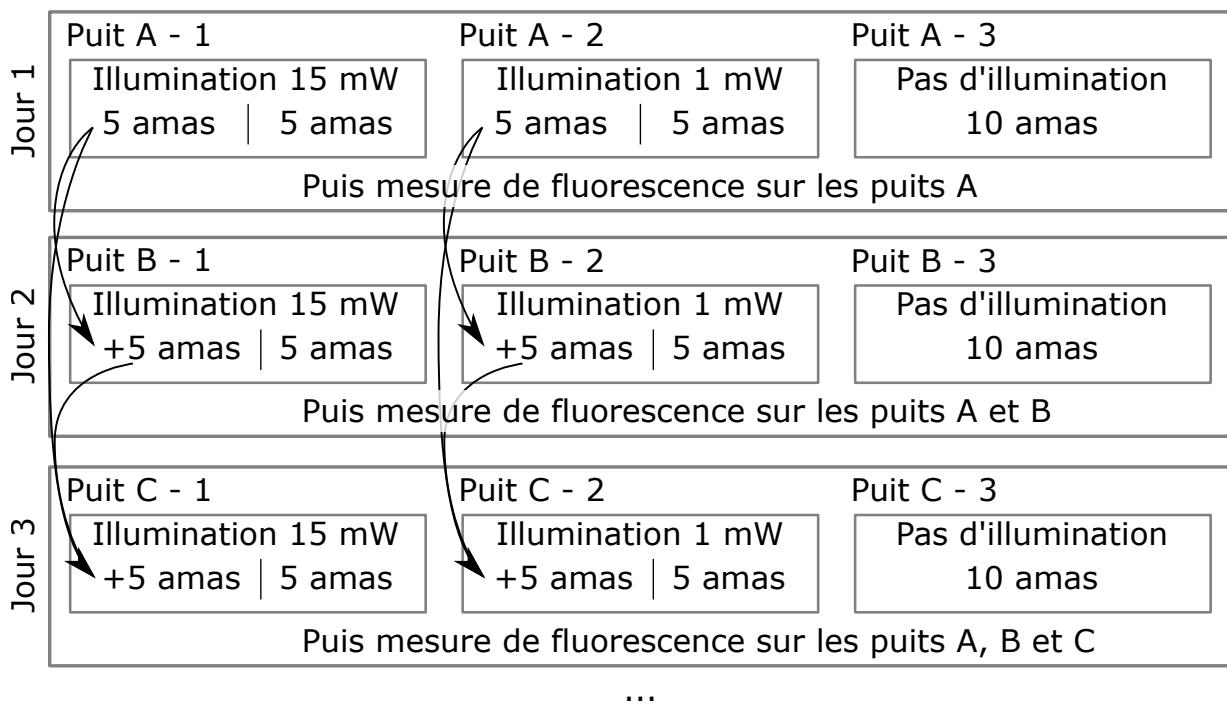 Jour 1
Puit A - 1
Puit A - 2
Puit A - 3
Illumination 15 mW
5 amas | 5 amas
Illumination 1 mW
5 amas | 5 amas
Pas d'illumination
10 amas
Puis mesure de fluorescence sur les puits A
Jour 2
Puit B - 1
Puit B - 2
Puit B - 3
Illumination 15 mW
+5 amas | 5 amas
Illumination 1 mW
+5 amas | 5 amas
Pas d'illumination
10 amas
Puis mesure de fluorescence sur les puits A et B
Jour 3
Puit C - 1
Puit C - 2
Puit C - 3
Illumination 15 mW
+5 amas | 5 amas
Illumination 1 mW
+5 amas | 5 amas
Pas d'illumination
10 amas
Puis mesure de fluorescence sur les puits A, B et C
...